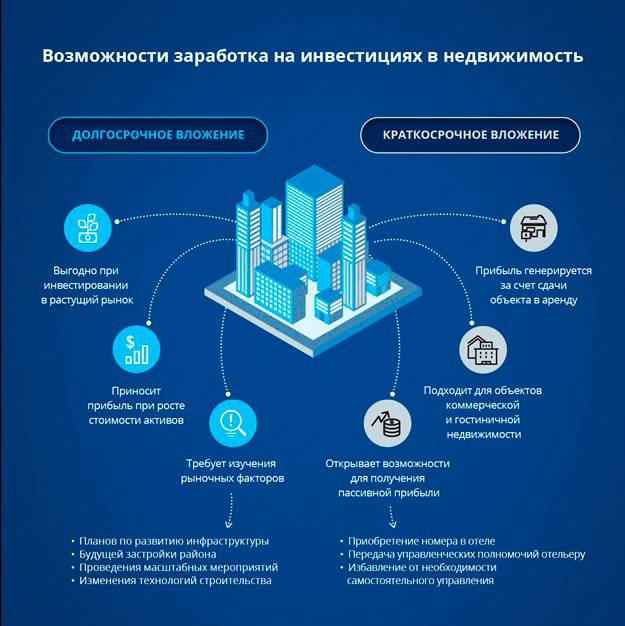 Возможности заработка на инвестициях в недвижимость
ДОЛГОСРОЧНОЕ ВЛОЖЕНИЕ
Выгодно при
инвестировании
в растущий рынок
$
Приносит
прибыль при росте
стоимости активов
Требует изучения
рыночных факторов
• Планов по развитию инфраструктуры
• Будущей застройки района
• Проведения масштабных мероприятий
• Изменения технологий строительства
КРАТКОСРОЧНОЕ ВЛОЖЕНИЕ
Прибыль генерируется
за счет сдачи
объекта в аренду
Подходит для объектов
коммерческой
и гостиничной
недвижимости
Открывает возможности
для получения
пассивной прибыли
• Приобретение номера в отеле
• Передача управленческих полномочий отельеру
• Избавление от необходимости
самостоятельного управления